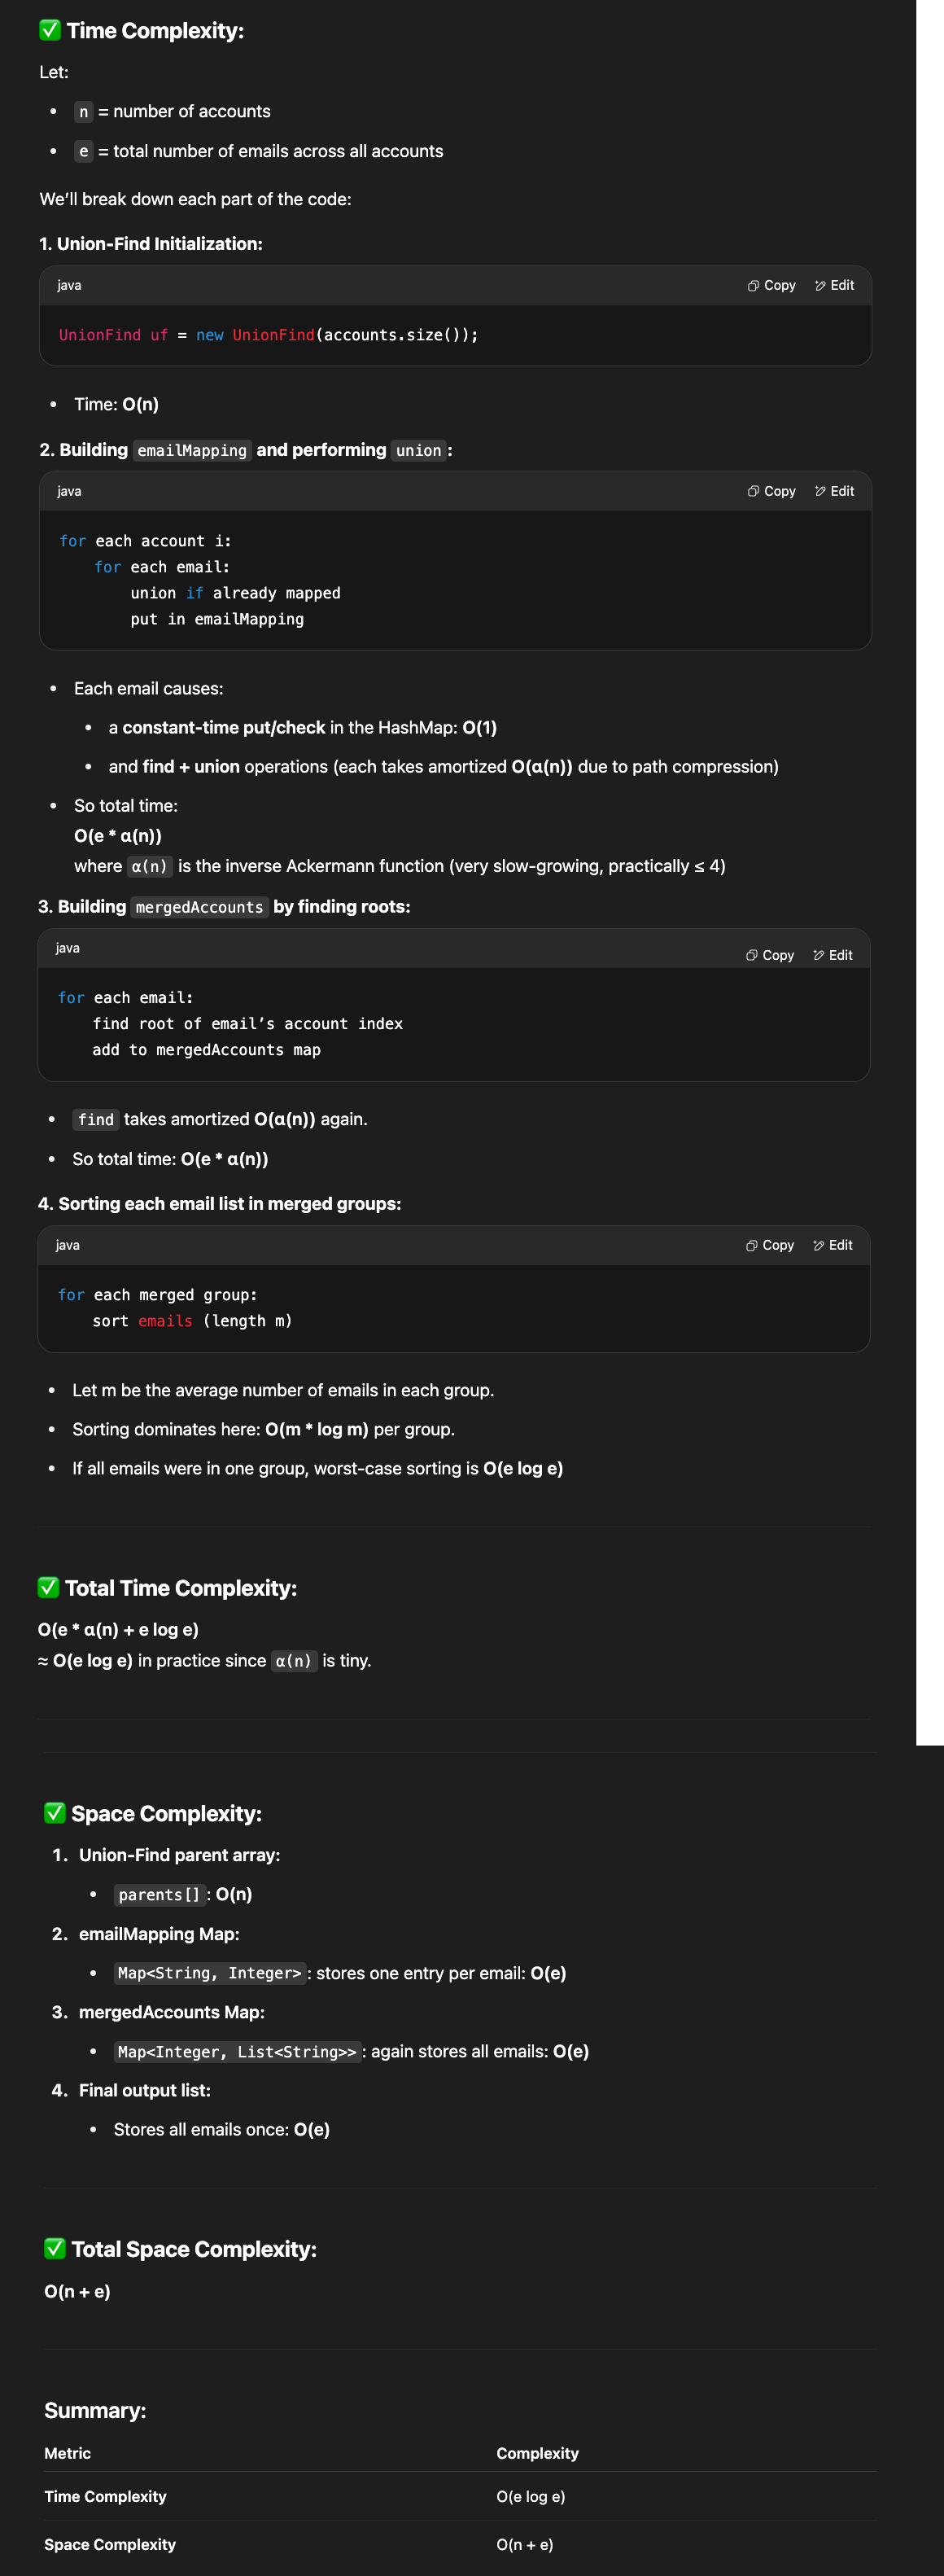 ✅ Time Complexity:
Let:
• n = number of accounts
• e = total number of emails across all accounts
We’ll break down each part of the code:
1. Union-Find Initialization:
java Copy Edit
UnionFind uf = new UnionFind(accounts.size());
• Time: O(n)
2. Building emailMapping and performing union:
java Copy Edit
for each account i:
for each email:
union if already mapped
put in emailMapping
• Each email causes:
• a constant-time put/check in the HashMap: O(1)
• and find + union operations (each takes amortized O(α(n)) due to path compression)
• So total time:
O(e * α(n))
where α(n) is the inverse Ackermann function (very slow-growing, practically ≤ 4)
3. Building mergedAccounts by finding roots:
java Copy Edit
for each email:
find root of email’s account index
add to mergedAccounts map
• find takes amortized O(α(n)) again.
• So total time: O(e * α(n))
4. Sorting each email list in merged groups:
java Copy Edit
for each merged group:
sort emails (length m)
• Let m be the average number of emails in each group.
• Sorting dominates here: O(m * log m) per group.
• If all emails were in one group, worst-case sorting is O(e log e)
✅ Total Time Complexity:
O(e * α(n) + e log e)
≈ O(e log e) in practice since α(n) is tiny.
✅ Space Complexity:
1. Union-Find parent array:
• parents[]: O(n)
2. emailMapping Map:
• Map<String, Integer>: stores one entry per email: O(e)
3. mergedAccounts Map:
• Map<Integer, List<String>>: again stores all emails: O(e)
4. Final output list:
• Stores all emails once: O(e)
✅ Total Space Complexity:
O(n + e)
Summary:
Metric Complexity
Time Complexity O(e log e)
Space Complexity O(n + e)